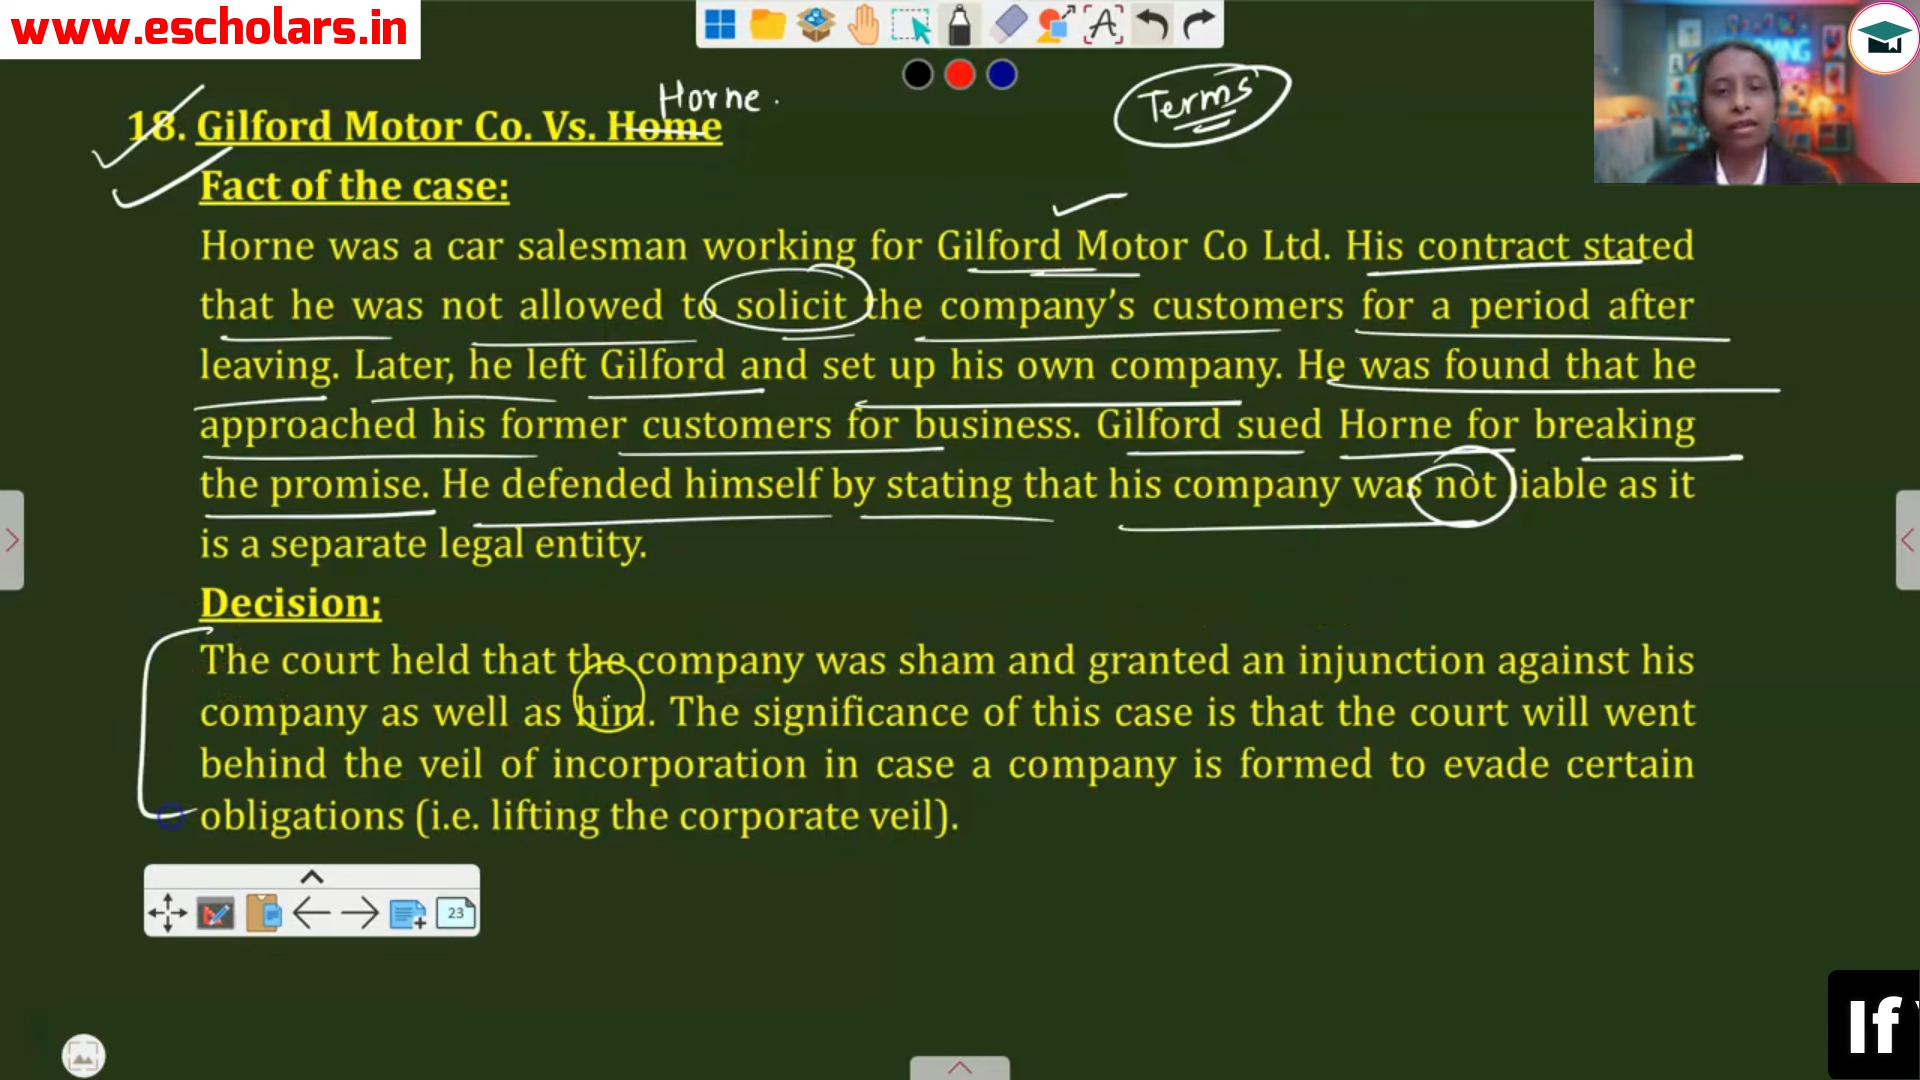 www.escholars.in
Horne.
Terms
18. Gilford Motor Co. Vs. Home
Fact of the case:
Horne was a car salesman working for Gilford Motor Co Ltd. His contract stated
that he was not allowed to solicit the company's customers for a period after
leaving. Later, he left Gilford and set up his own company. He was found that he
approached his former customers for business. Gilford sued Horne for breaking
the promise. He defended himself by stating that his company was not liable as it
is a separate legal entity.
Decision;
The court held that the company was sham and granted an injunction against his
company as well as him. The significance of this case is that the court will went
behind the veil of incorporation in case a company is formed to evade certain
obligations (i.e. lifting the corporate veil).
23
If